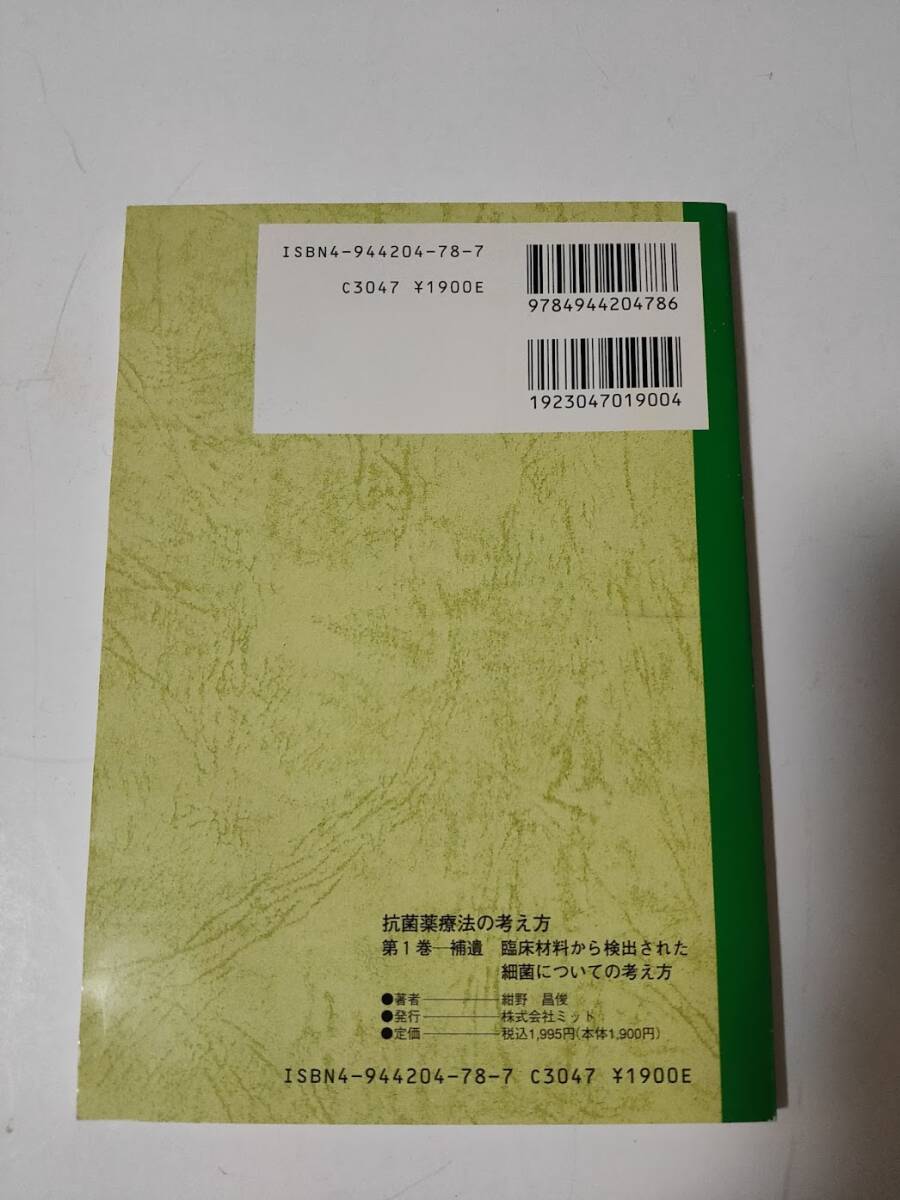 ISBN4-944204-78-7
C3047 ¥1900E
9784944204786
1923047019004
抗菌薬療法の考え方
第1巻―補遺 臨床材料から検出された
細菌についての考え方
●著者――――紺野 昌俊
●発行――――株式会社ミット
●定価――――税込1,995円(本体1,900円)
ISBN4-944204-78-7 C3047 ¥1900E